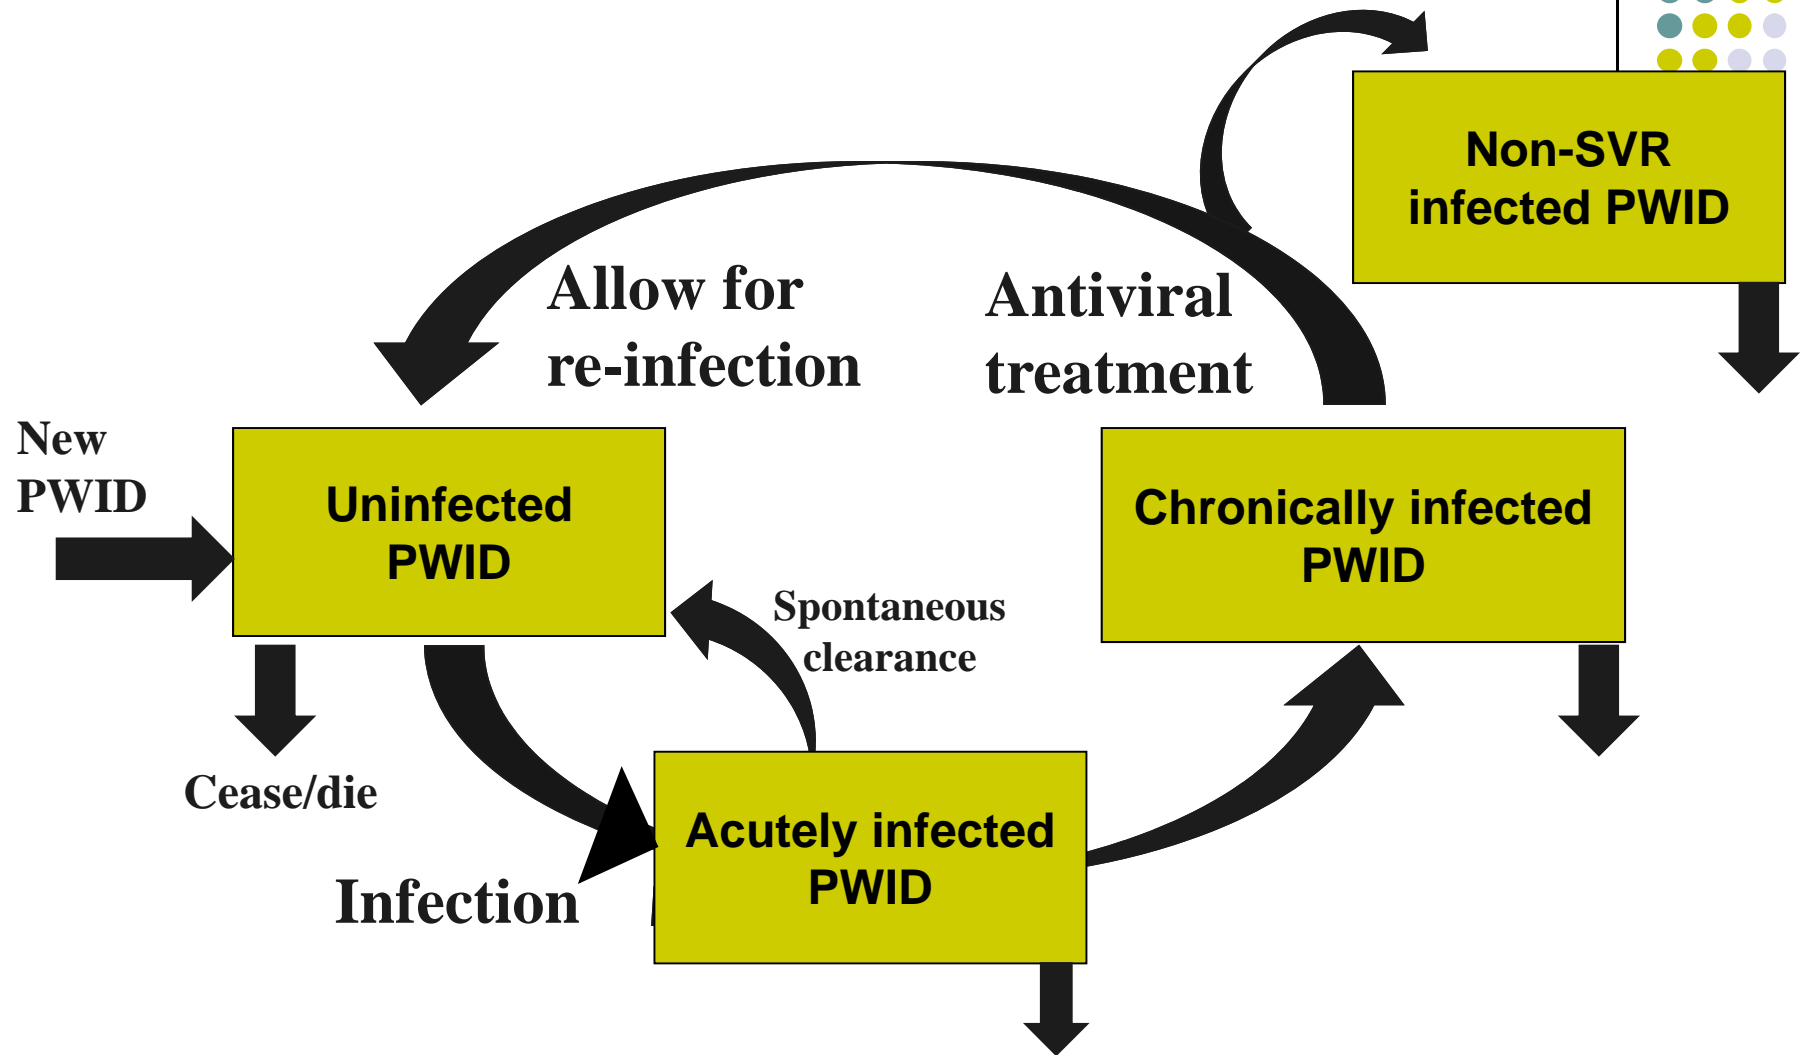 Non-SVR
infected PWID
Allow for
re-infection
Antiviral
treatment
New
PWID
Uninfected
PWID
Chronically infected
PWID
Spontaneous
clearance
Cease/die
Acutely infected
PWID
Infection